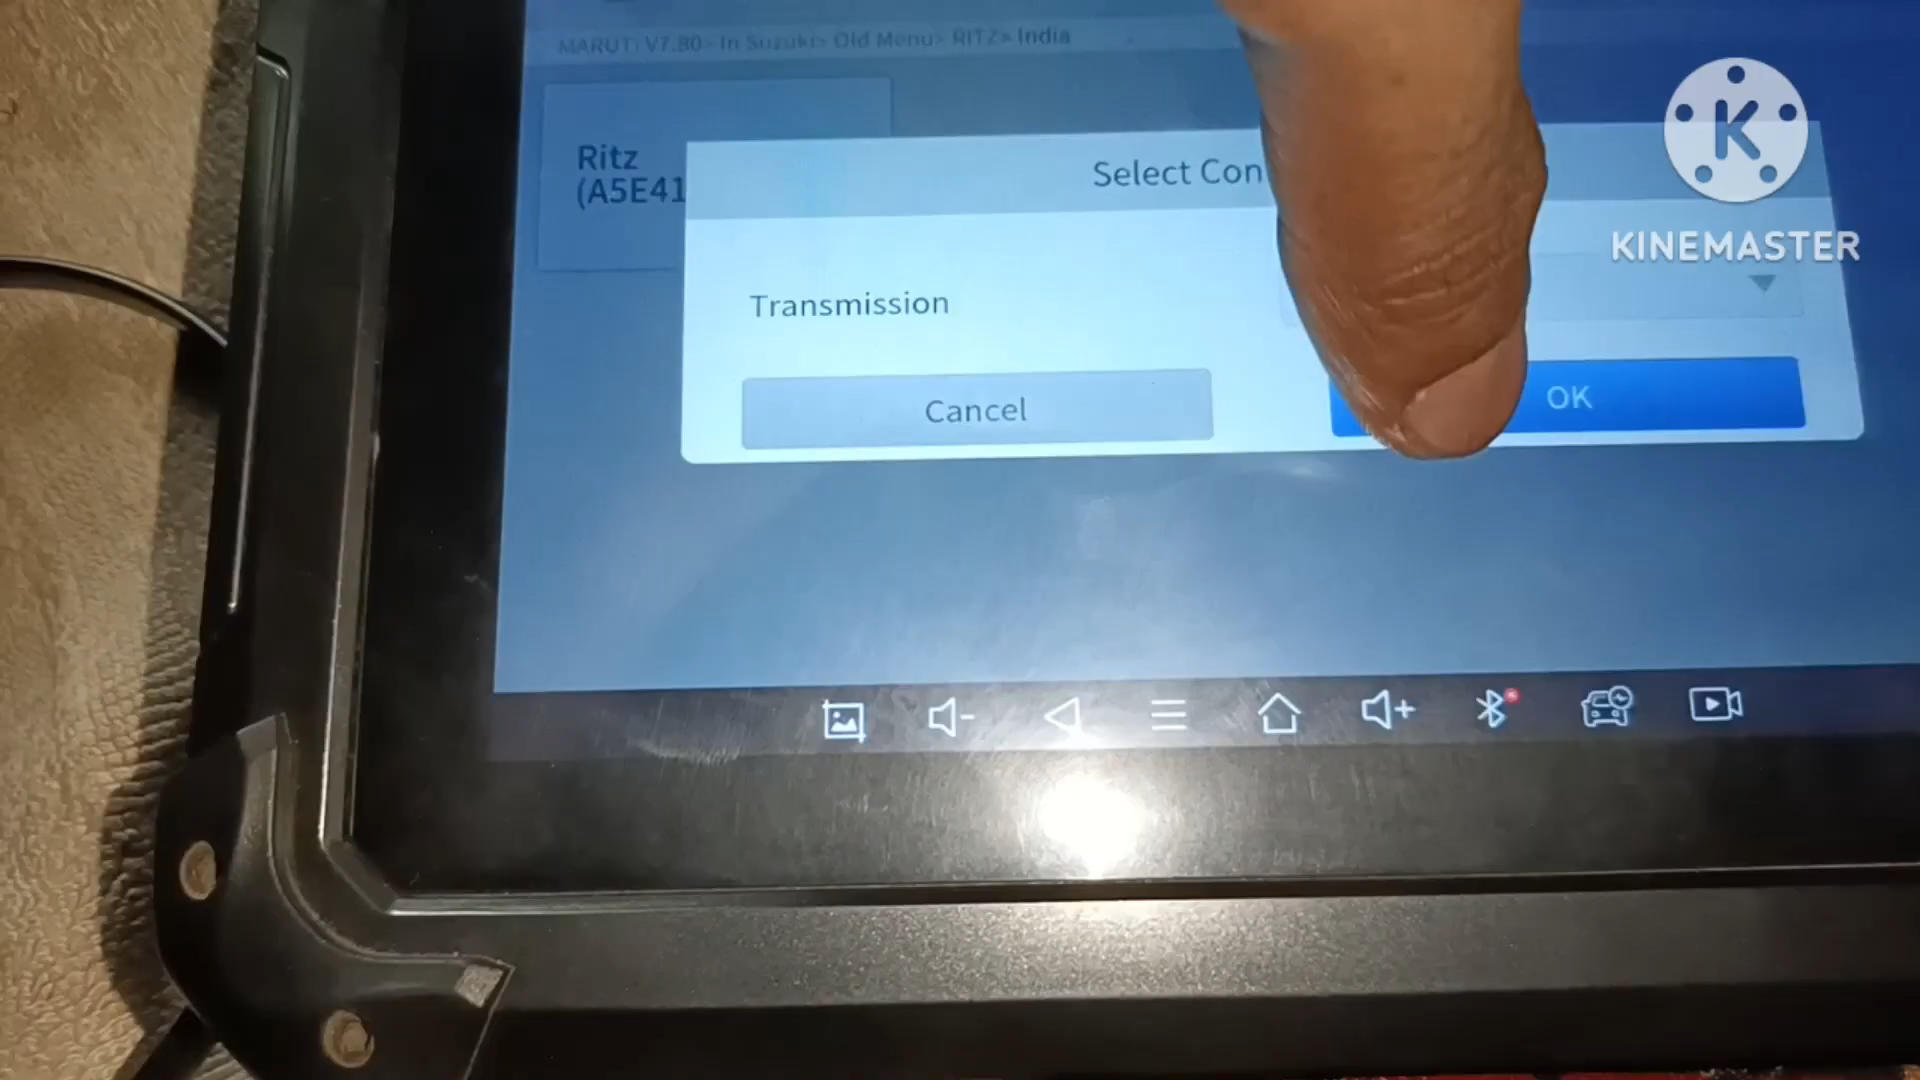 MARUTI V7.80> In Suzuki> Old Menu> RITZ> India
Ritz
(A5E41
Select Con
Transmission
Cancel
OK
K
KINEMASTER